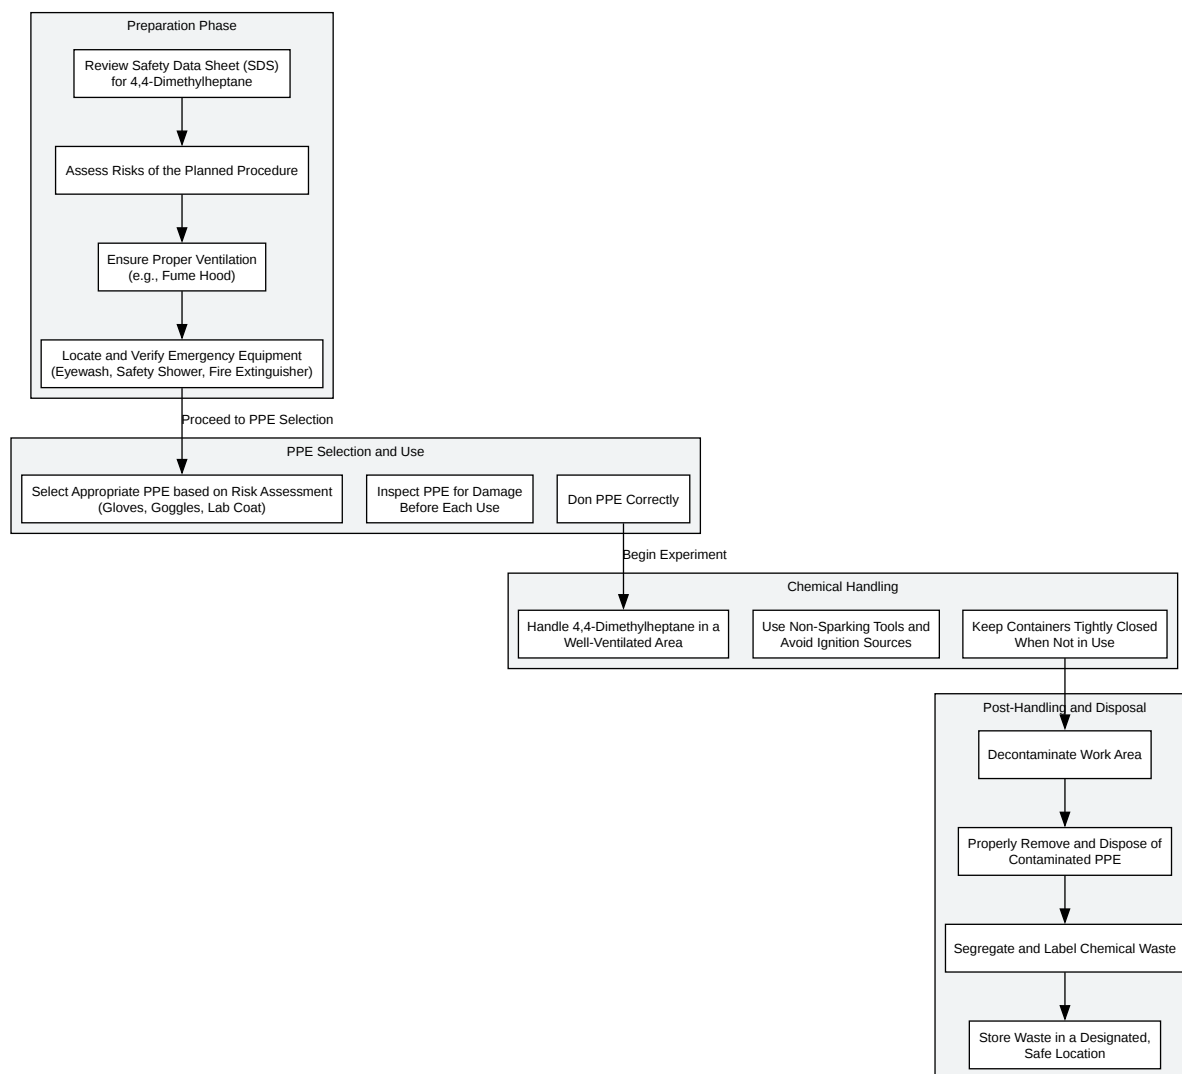 Preparation Phase
Review Safety Data Sheet (SDS)
for 4,4-Dimethylheptane
Assess Risks of the Planned Procedure
Ensure Proper Ventilation
(e.g., Fume Hood)
Locate and Verify Emergency Equipment
(Eyewash, Safety Shower, Fire Extinguisher)
Proceed to PPE Selection
PPE Selection and Use
Select Appropriate PPE based on Risk Assessment
(Gloves, Goggles, Lab Coat)
Inspect PPE for Damage
Before Each Use
Don PPE Correctly
Begin Experiment
Chemical Handling
Handle 4,4-Dimethylheptane in a
Well-Ventilated Area
Use Non-Sparking Tools and
Avoid Ignition Sources
Keep Containers Tightly Closed
When Not in Use
Post-Handling and Disposal
Decontaminate Work Area
Properly Remove and Dispose of
Contaminated PPE
Segregate and Label Chemical Waste
Store Waste in a Designated,
Safe Location